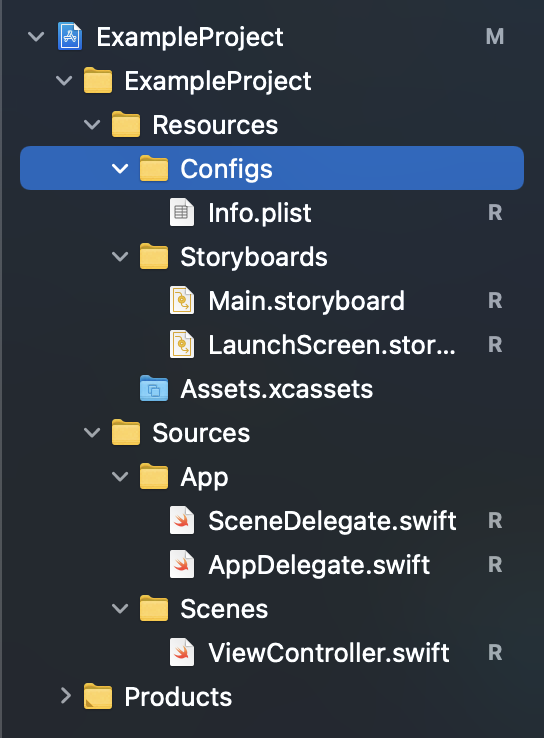 ExampleProject M
ExampleProject
Resources
Configs
Info.plist R
Storyboards
Main.storyboard R
LaunchScreen.stor... R
Assets.xcassets
Sources
App
SceneDelegate.swift R
AppDelegate.swift R
Scenes
ViewController.swift R
Products